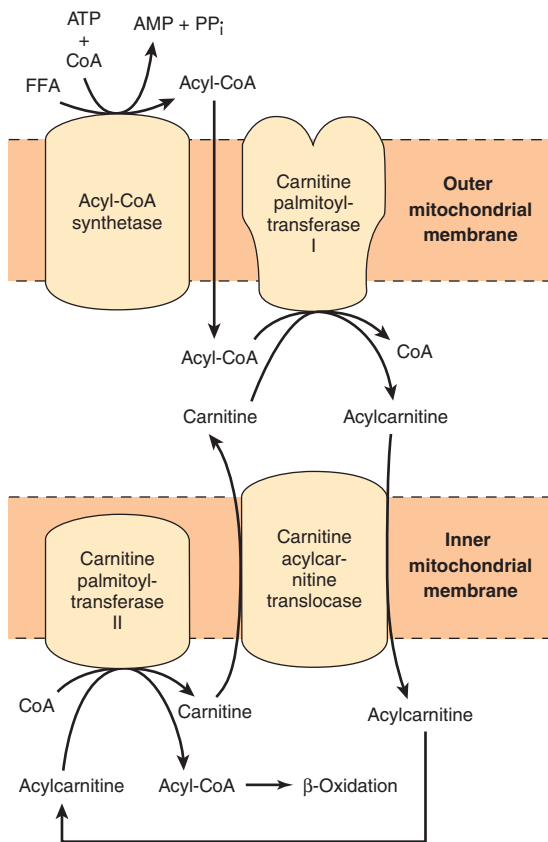 ATP
+
CoA
AMP + PPi
FFA
Acyl-CoA
Acyl-CoA
synthetase
Carnitine
palmitoyl-
transferase
I
Outer
mitochondrial
membrane
Acyl-CoA
CoA
Carnitine
Acylcarnitine
Carnitine
palmitoyl-
transferase
II
Carnitine
acylcar-
nitine
translocase
Inner
mitochondrial
membrane
CoA
Carnitine
Acylcarnitine
Acylcarnitine
Acyl-CoA
β-Oxidation